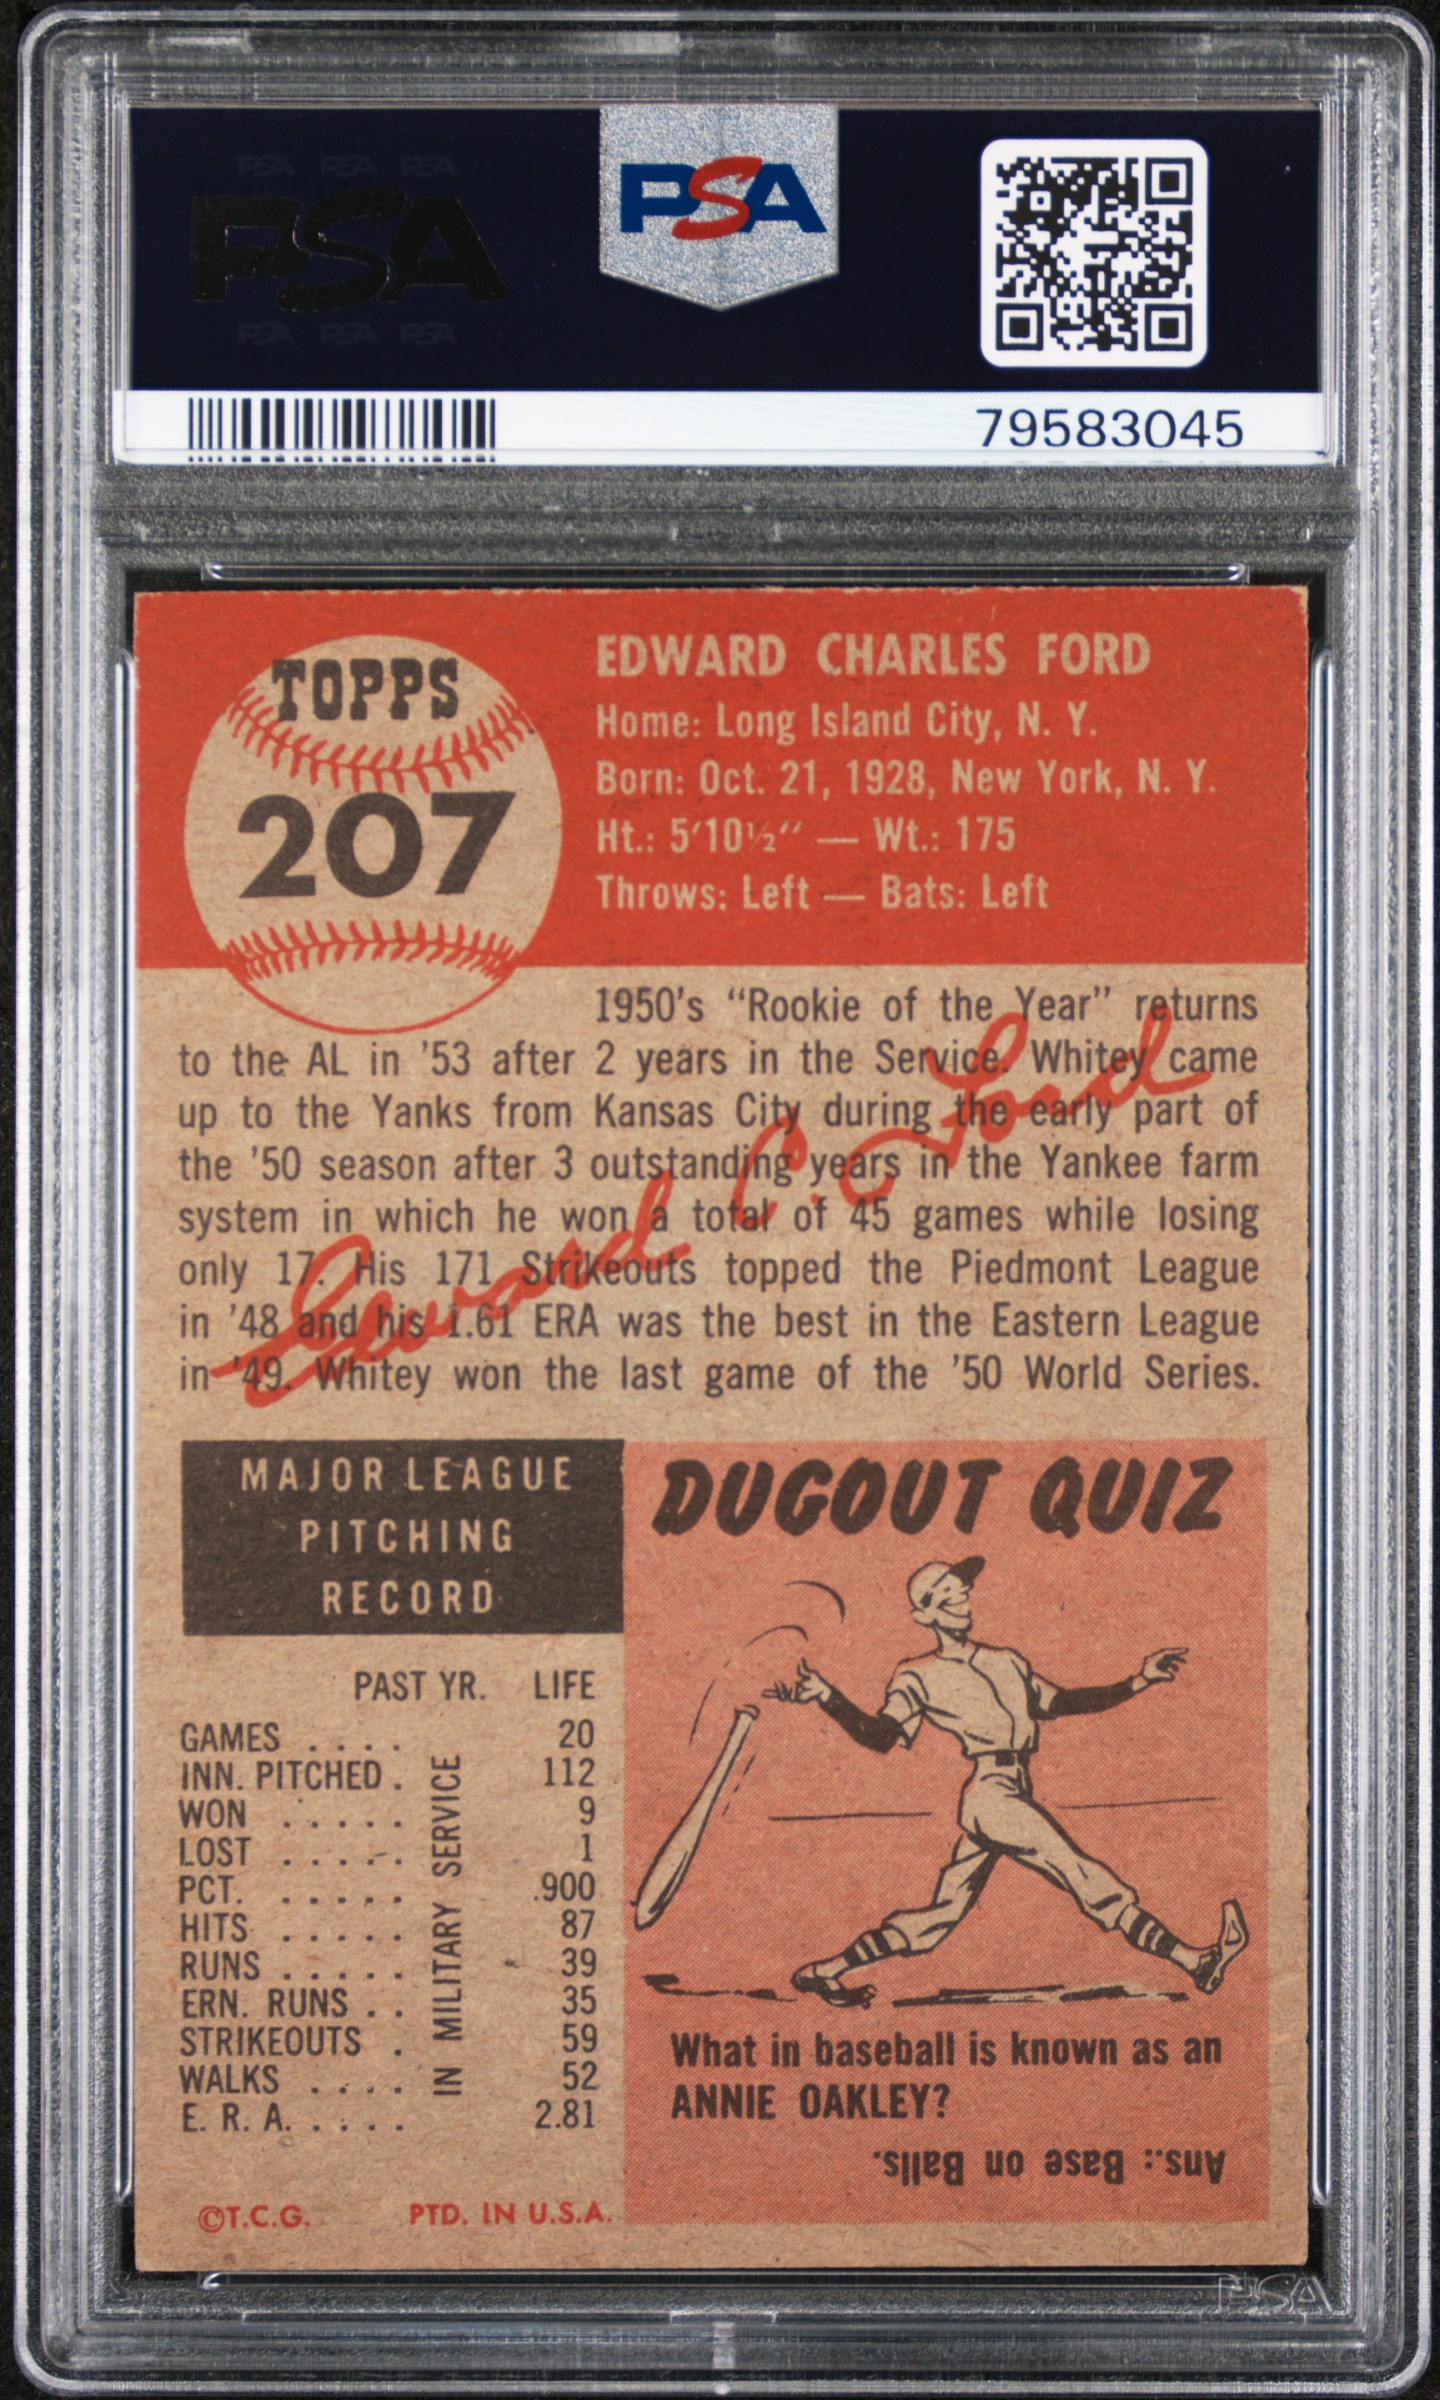 PSA PSA PSA
PSA
PSA PSA PSA
PSA
79583045
TOPPS
207
EDWARD CHARLES FORD
Home: Long Island City, N. Y.
Born: Oct. 21, 1928, New York, N. Y.
Ht.: 5'10½" — Wt.: 175
Throws: Left — Bats: Left
1950's "Rookie of the Year" returns
to the AL in '53 after 2 years in the Service. Whitey came
up to the Yanks from Kansas City during the early part of
the '50 season after 3 outstanding years in the Yankee farm
system in which he won a total of 45 games while losing
only 17. His 171 Strikeouts topped the Piedmont League
in '48 and his 1.61 ERA was the best in the Eastern League
in '49. Whitey won the last game of the '50 World Series.
Edward C. Ford
MAJOR LEAGUE
PITCHING
RECORD
PAST YR. LIFE
GAMES .... 20
INN. PITCHED . 112
WON ..... 9
LOST ..... 1
PCT. ..... .900
HITS ..... 87
RUNS ..... 39
ERN. RUNS .. 35
STRIKEOUTS . 59
WALKS .... 52
E. R. A. .... 2.81
IN MILITARY SERVICE
©T.C.G. PTD. IN U.S.A.
DUGOUT QUIZ
What in baseball is known as an
ANNIE OAKLEY?
Ans.: Base on Balls.
PSA